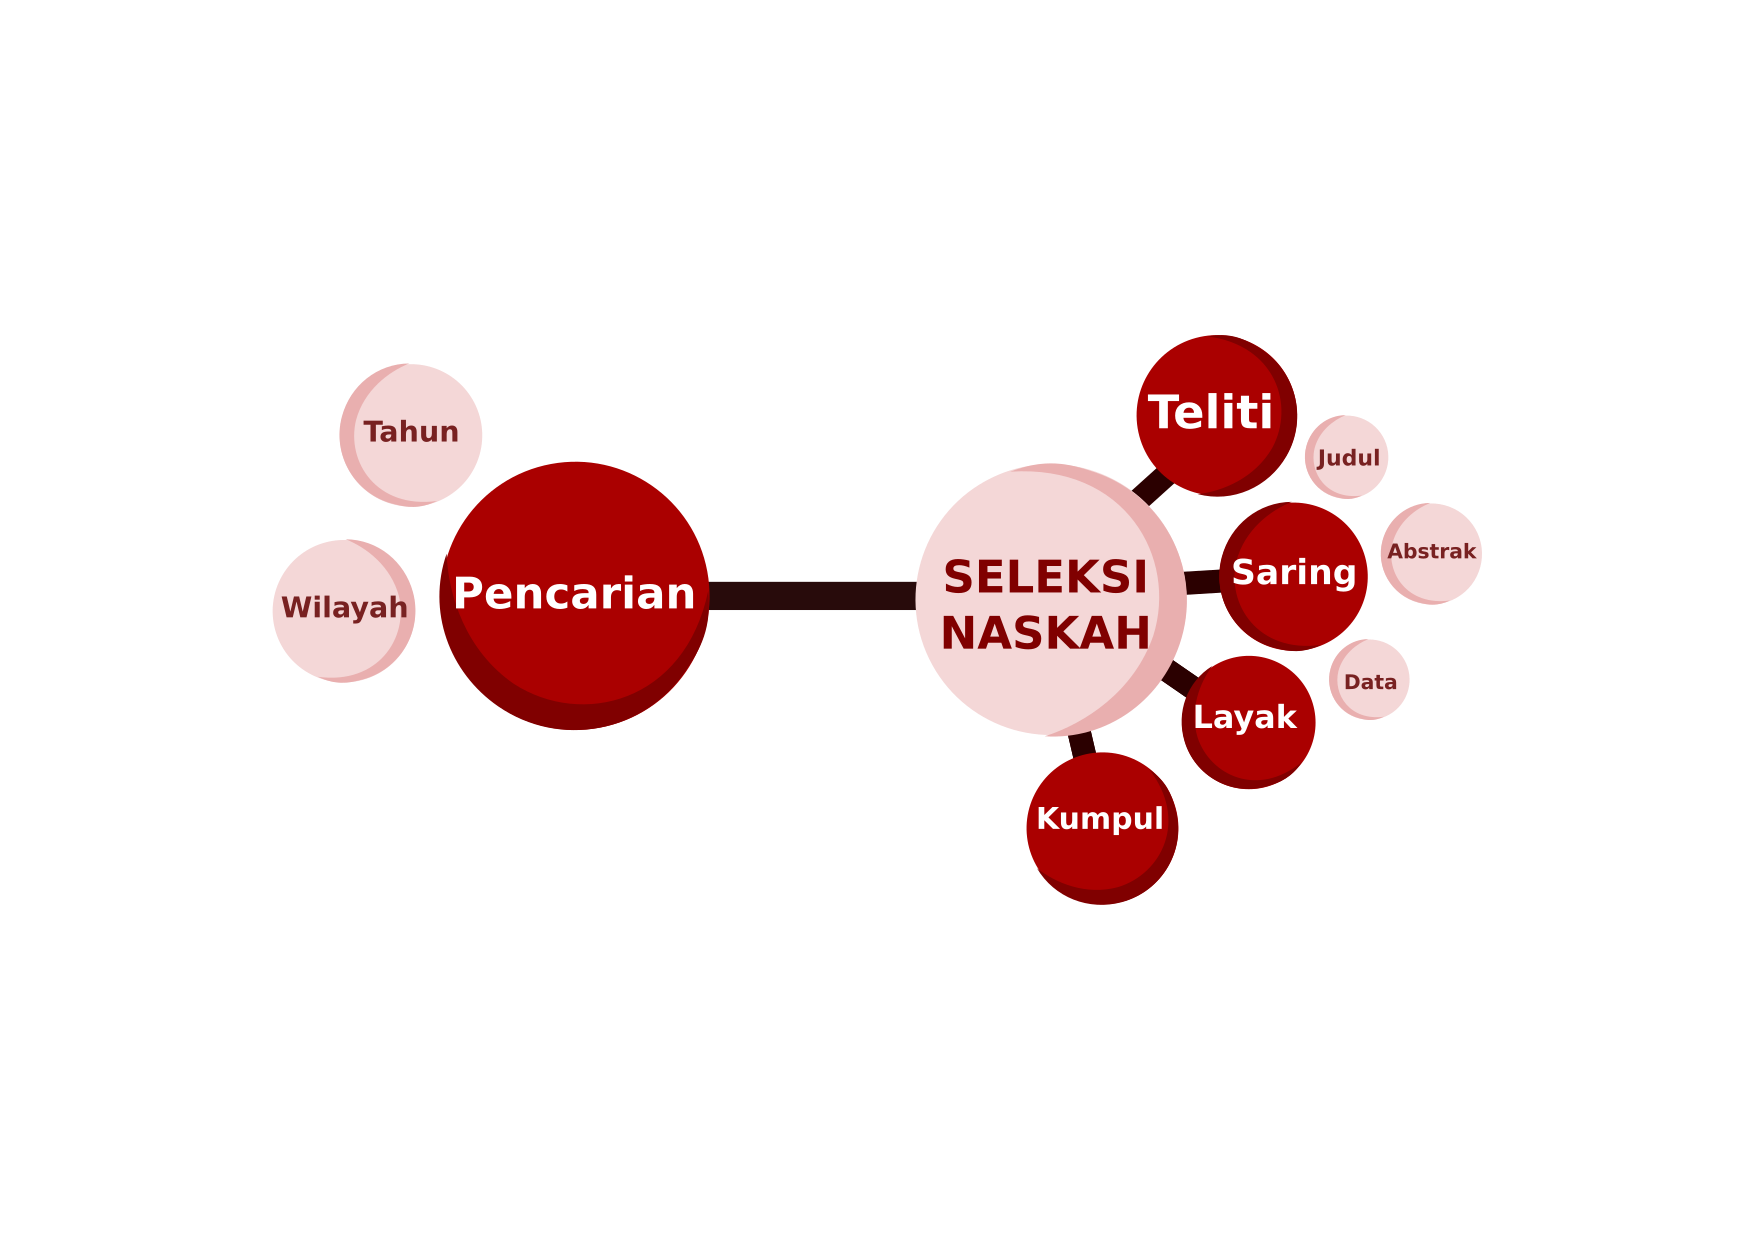 Tahun
Wilayah
Pencarian
SELEKSI
NASKAH
Teliti
Judul
Saring
Abstrak
Layak
Data
Kumpul